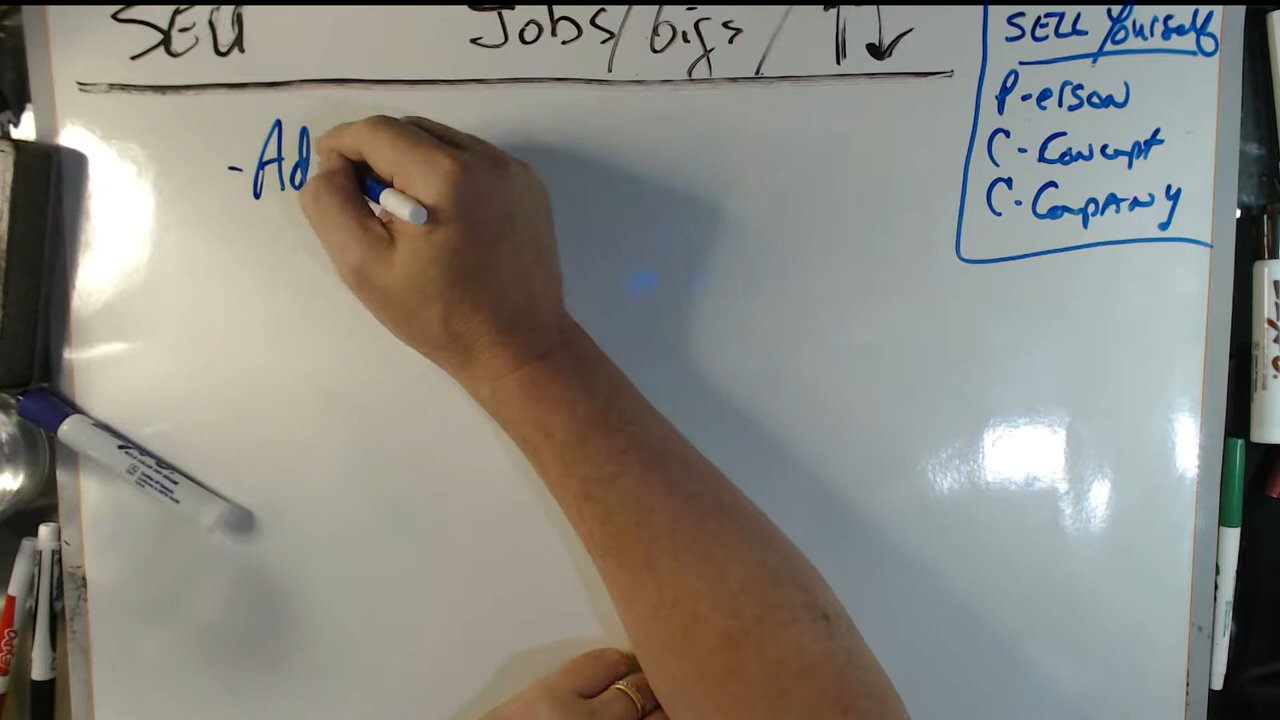 SELL
Jobs/Gigs/↑↓
SELL Yourself
P-erson
C-Concept
C-Company
-Ad